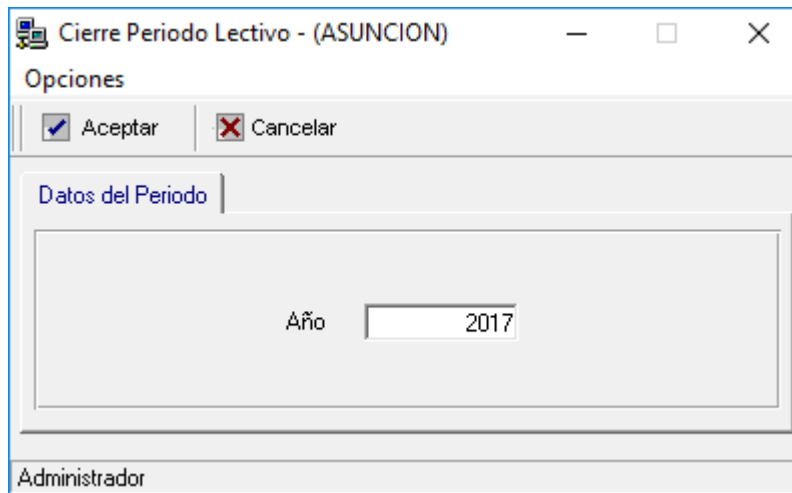 Cierre Periodo Lectivo - (ASUNCION)
Opciones
Aceptar Cancelar
Datos del Periodo
Año 2017
Administrador